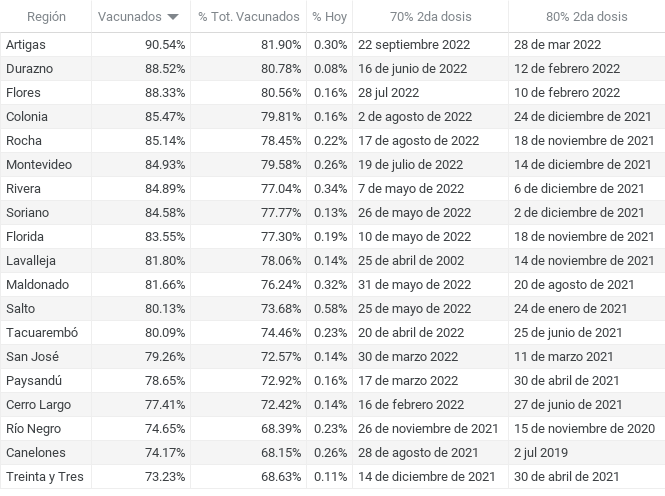 Región Vacunados % Tot. Vacunados % Hoy 70% 2da dosis 80% 2da dosis
Artigas 90.54% 81.90% 0.30% 22 septiembre 2022 28 de mar 2022
Durazno 88.52% 80.78% 0.08% 16 de junio de 2022 12 de febrero 2022
Flores 88.33% 80.56% 0.16% 28 jul 2022 10 de febrero 2022
Colonia 85.47% 79.81% 0.16% 2 de agosto de 2022 24 de diciembre de 2021
Rocha 85.14% 78.45% 0.22% 17 de agosto de 2022 18 de noviembre de 2021
Montevideo 84.93% 79.58% 0.26% 19 de julio de 2022 14 de diciembre de 2021
Rivera 84.89% 77.04% 0.34% 7 de mayo de 2022 6 de diciembre de 2021
Soriano 84.58% 77.77% 0.13% 26 de mayo de 2022 2 de diciembre de 2021
Florida 83.55% 77.30% 0.19% 10 de mayo de 2022 18 de noviembre de 2021
Lavalleja 81.80% 78.06% 0.14% 25 de abril de 2002 14 de noviembre de 2021
Maldonado 81.66% 76.24% 0.32% 31 de mayo de 2022 20 de agosto de 2021
Salto 80.13% 73.68% 0.58% 25 de mayo de 2022 24 de enero de 2021
Tacuarembó 80.09% 74.46% 0.23% 20 de abril de 2022 25 de junio de 2021
San José 79.26% 72.57% 0.14% 30 de marzo 2022 11 de marzo 2021
Paysandú 78.65% 72.92% 0.16% 17 de marzo 2022 30 de abril de 2021
Cerro Largo 77.41% 72.42% 0.14% 16 de febrero 2022 27 de junio de 2021
Río Negro 74.65% 68.39% 0.23% 26 de noviembre de 2021 15 de noviembre de 2020
Canelones 74.17% 68.15% 0.26% 28 de agosto de 2021 2 jul 2019
Treinta y Tres 73.23% 68.63% 0.11% 14 de diciembre de 2021 30 de abril de 2021